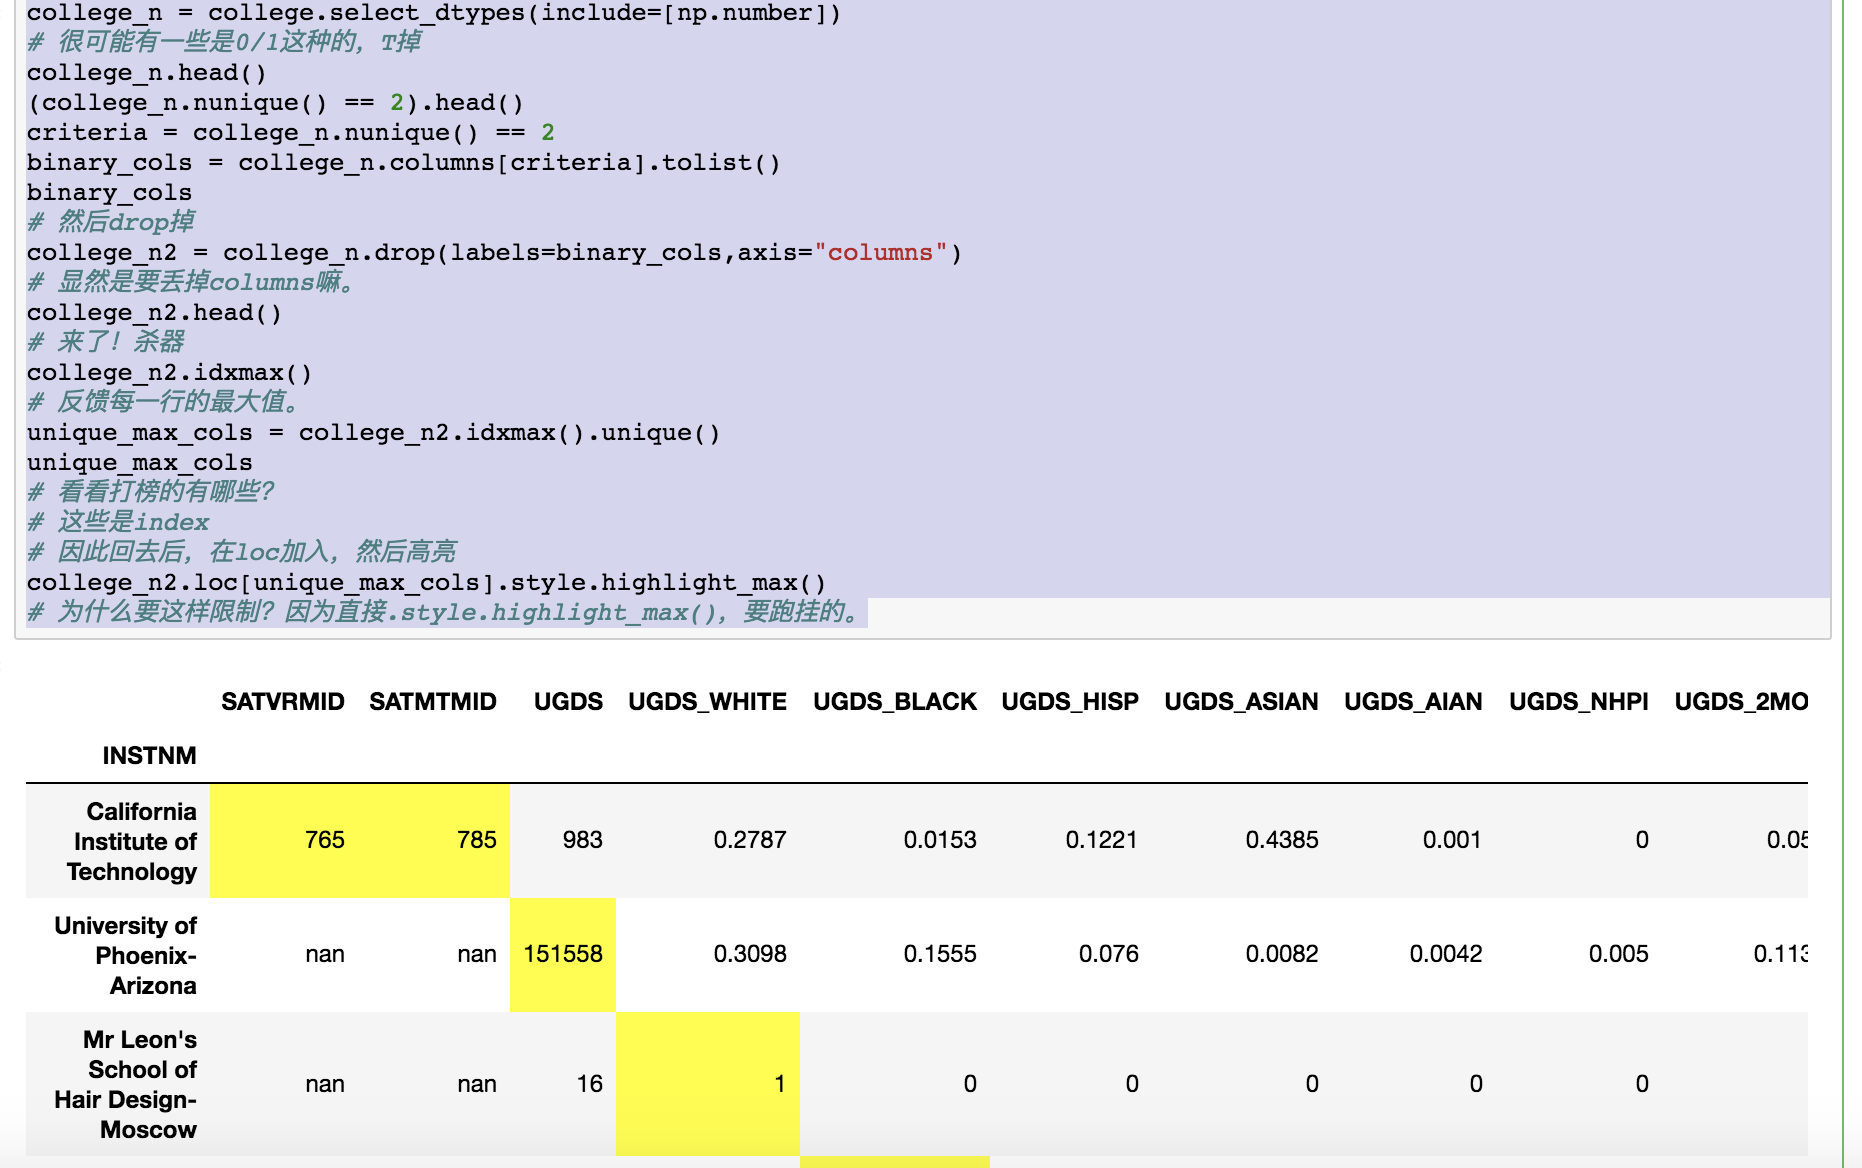 college_n = college.select_dtypes(include=[np.number])
# 很可能有一些是0/1这种的，T掉
college_n.head()
(college_n.nunique() == 2).head()
criteria = college_n.nunique() == 2
binary_cols = college_n.columns[criteria].tolist()
binary_cols
# 然后drop掉
college_n2 = college_n.drop(labels=binary_cols,axis="columns")
# 显然是要丢掉columns嘛。
college_n2.head()
# 来了！杀器
college_n2.idxmax()
# 反馈每一行的最大值。
unique_max_cols = college_n2.idxmax().unique()
unique_max_cols
# 看看打榜的有哪些？
# 这些是index
# 因此回去后，在loc加入，然后高亮
college_n2.loc[unique_max_cols].style.highlight_max()
# 为什么要这样限制？因为直接.style.highlight_max()，要跑挂的。
SATVRMID SATMTMID UGDS UGDS_WHITE UGDS_BLACK UGDS_HISP UGDS_ASIAN UGDS_AIAN UGDS_NHPI UGDS_2MO
INSTNM
California
Institute of 765 785 983 0.2787 0.0153 0.1221 0.4385 0.001 0 0.05
Technology
University of
Phoenix- nan nan 151558 0.3098 0.1555 0.076 0.0082 0.0042 0.005 0.113
Arizona
Mr Leon's
School of nan nan 16 1 0 0 0 0 0
Hair Design-
Moscow